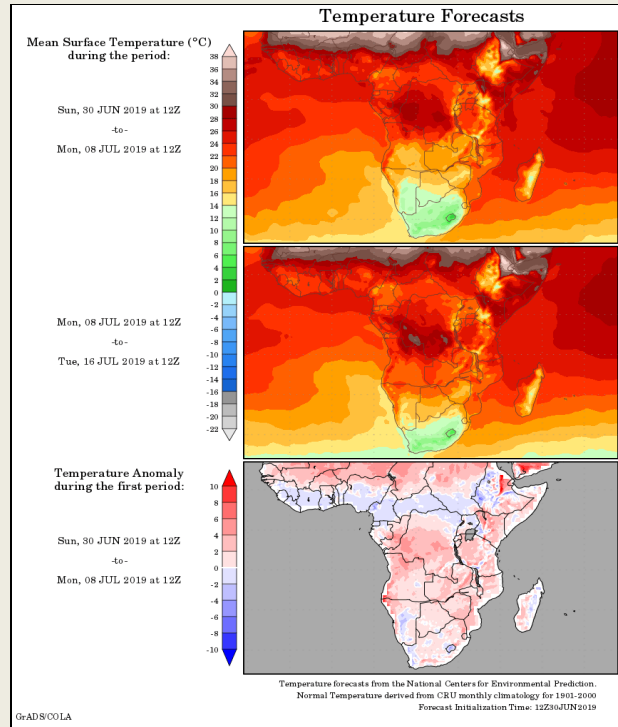 Temperature Forecasts
Mean Surface Temperature (°C)
during the period:
Sun, 30 JUN 2019 at 12Z
-to-
Mon, 08 JUL 2019 at 12Z
38
36
34
32
30
28
26
24
22
20
18
16
14
12
10
8
6
4
2
0
-2
-4
-6
-8
-10
-12
-14
-16
-18
-20
-22
Mon, 08 JUL 2019 at 12Z
-to-
Tue, 16 JUL 2019 at 12Z
Temperature Anomaly
during the first period:
Sun, 30 JUN 2019 at 12Z
-to-
Mon, 08 JUL 2019 at 12Z
10
8
6
4
2
0
-2
-4
-6
-8
-10
Temperature forecasts from the National Centers for Environmental Prediction.
Normal Temperature derived from CRU monthly climatology for 1901-2000
Forecast Initialization Time: 12Z30JUN2019
GrADS/COLA